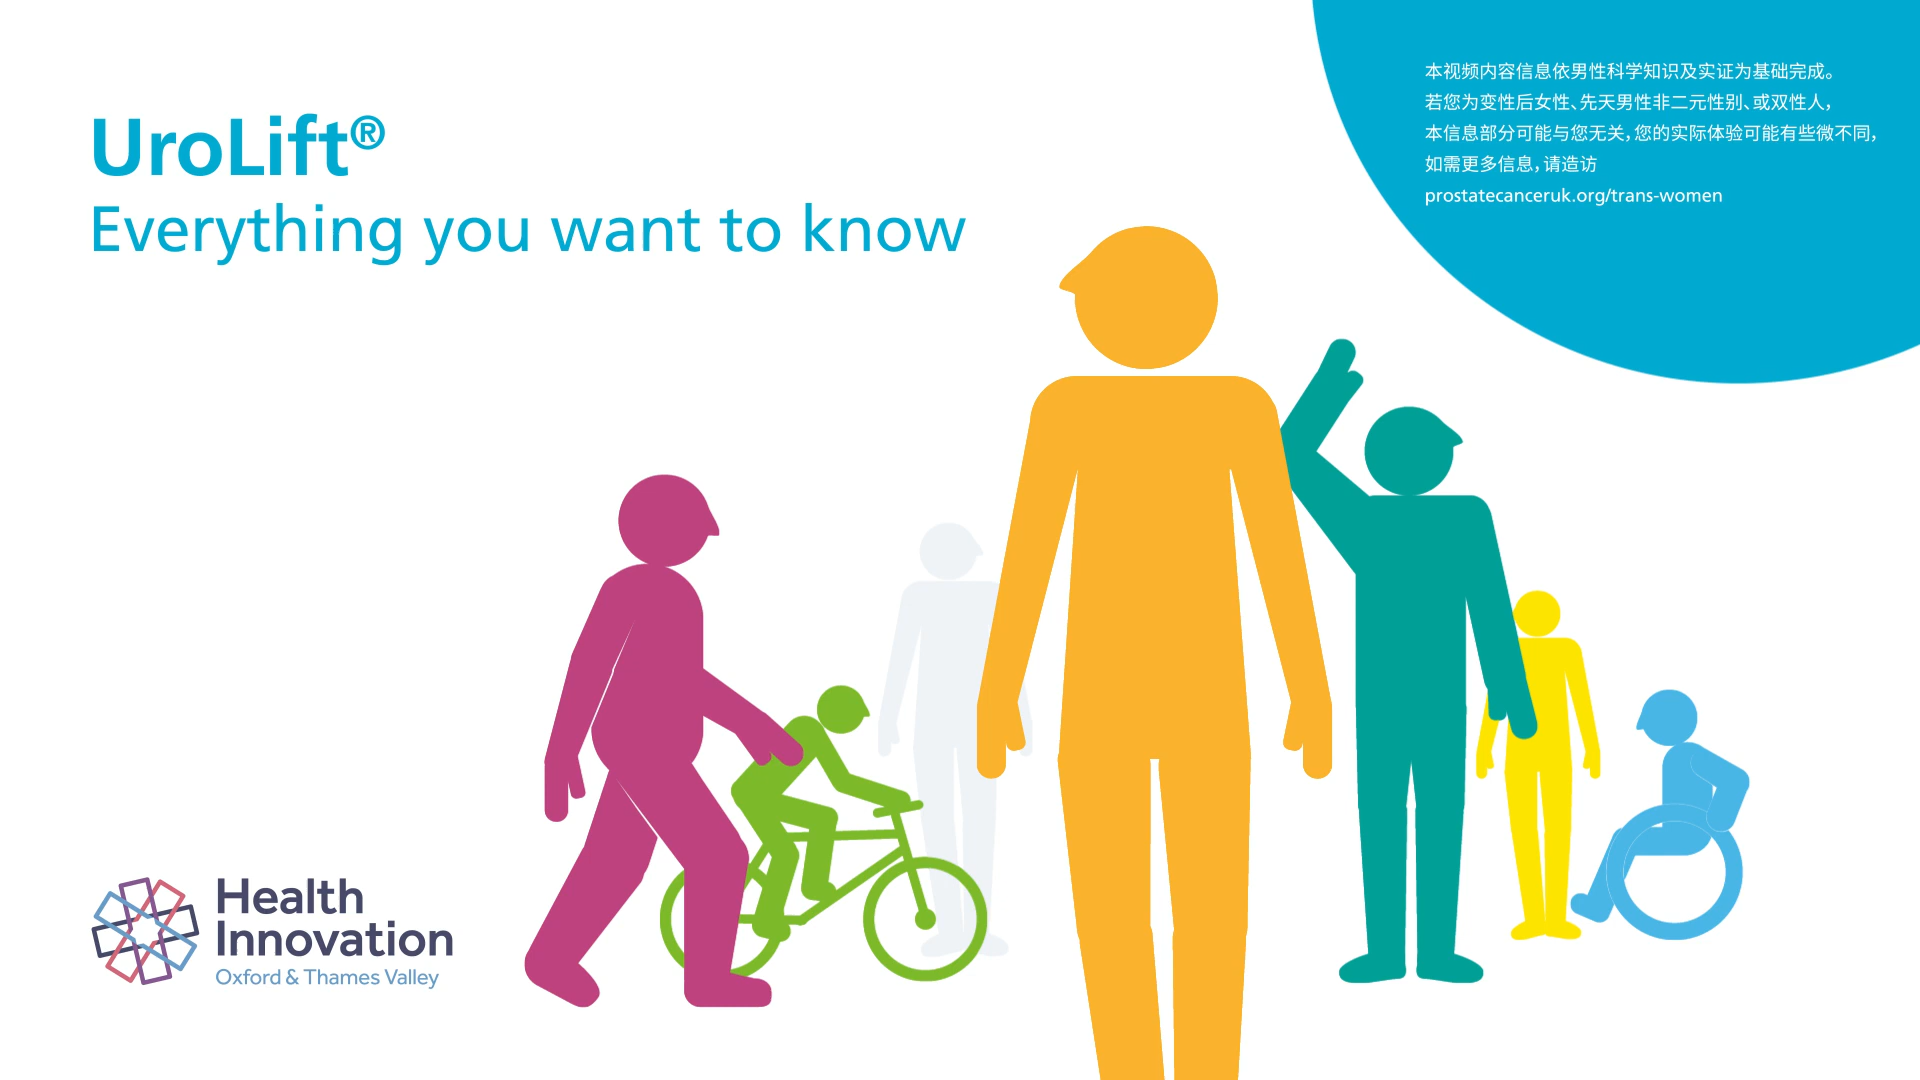 UroLift®
Everything you want to know
本视频内容信息依男性科学知识及实证为基础完成。
若您为变性后女性、先天男性非二元性别、或双性人，
本信息部分可能与您无关，您的实际体验可能有些微不同，
如需更多信息，请造访
prostatecanceruk.org/trans-women
Health
Innovation
Oxford & Thames Valley